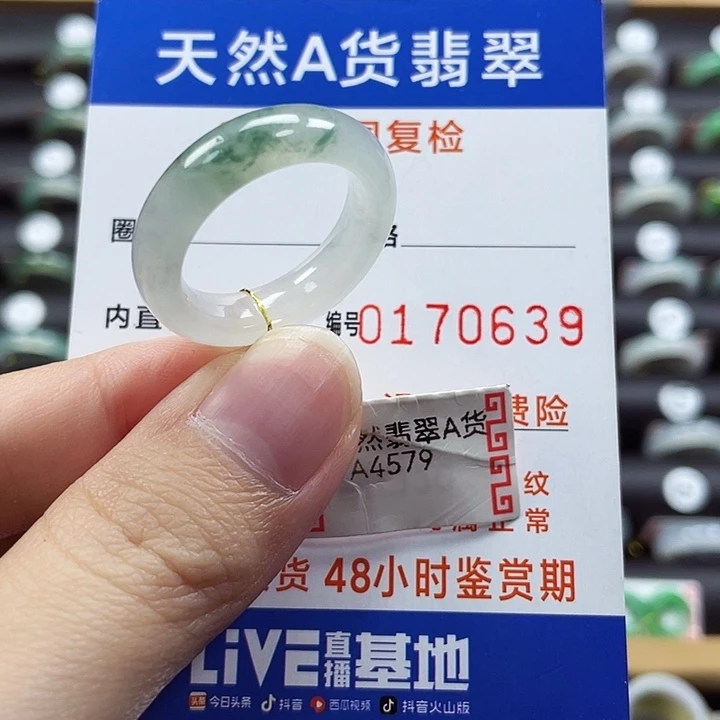 天然A货翡翠
复检
圈
内直
编号0170639
费险
然翡翠A货
A4579
纹
正常
货 48小时鉴赏期
LiVE直播基地
今日头条 抖音 西瓜视频 抖音火山版